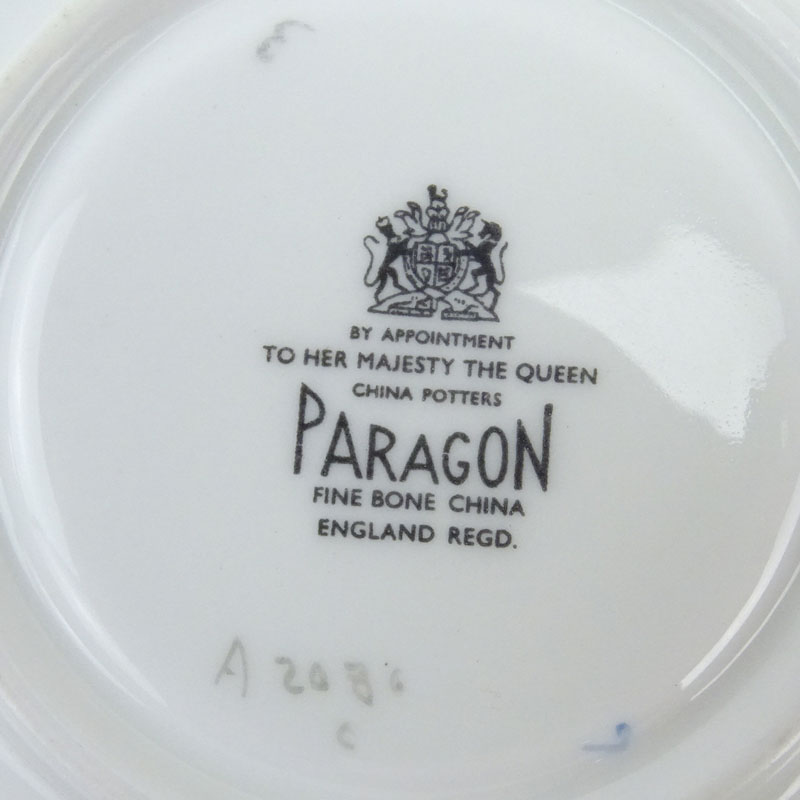 BY APPOINTMENT
TO HER MAJESTY THE QUEEN
CHINA POTTERS
PARAGON
FINE BONE CHINA
ENGLAND REGD.